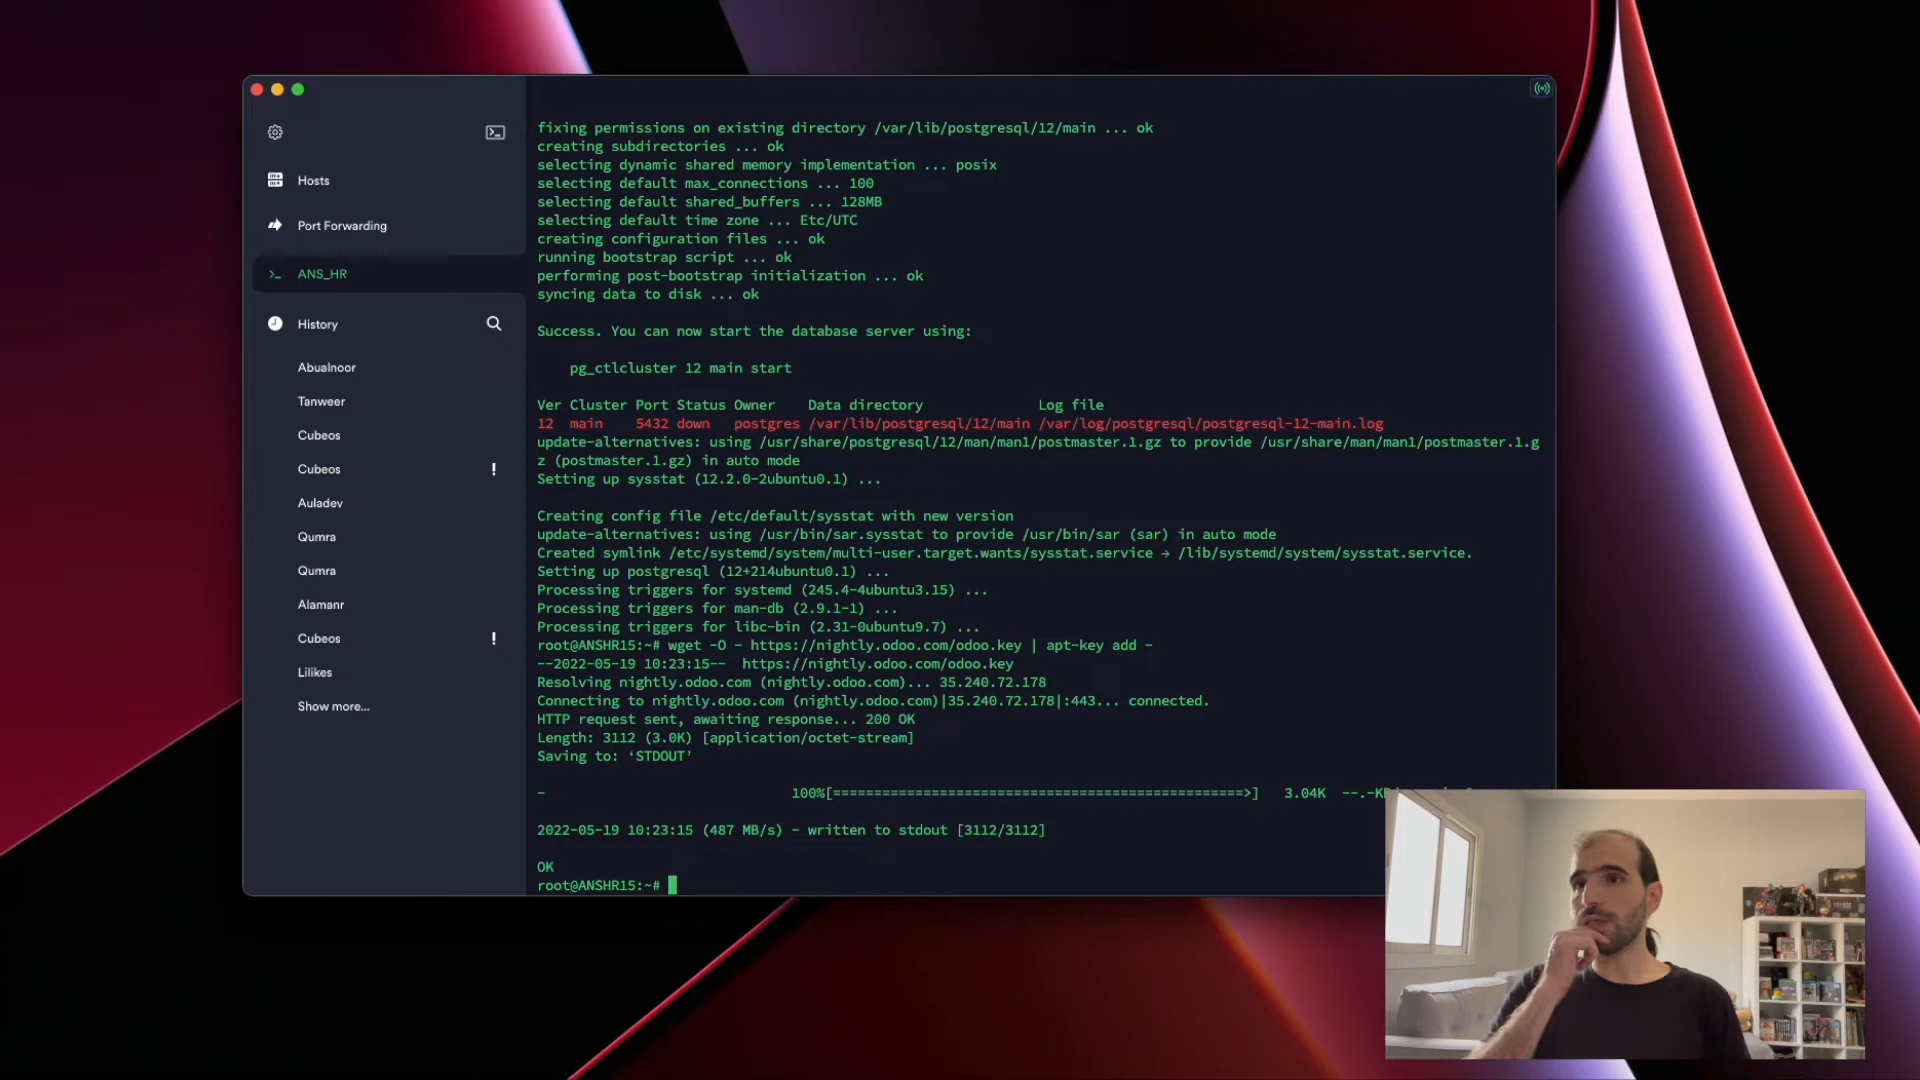 Hosts
Port Forwarding
ANS_HR
History
Abualnoor
Tanweer
Cubeos
Cubeos !
Auladev
Qumra
Qumra
Alamanr
Cubeos !
Lilikes
Show more...
fixing permissions on existing directory /var/lib/postgresql/12/main ... ok
creating subdirectories ... ok
selecting dynamic shared memory implementation ... posix
selecting default max_connections ... 100
selecting default shared_buffers ... 128MB
selecting default time zone ... Etc/UTC
creating configuration files ... ok
running bootstrap script ... ok
performing post-bootstrap initialization ... ok
syncing data to disk ... ok
Success. You can now start the database server using:
pg_ctlcluster 12 main start
Ver Cluster Port Status Owner    Data directory              Log file
12  main    5432 down   postgres /var/lib/postgresql/12/main /var/log/postgresql/postgresql-12-main.log
update-alternatives: using /usr/share/postgresql/12/man/man1/postmaster.1.gz to provide /usr/share/man/man1/postmaster.1.g
z (postmaster.1.gz) in auto mode
Setting up sysstat (12.2.0-2ubuntu0.1) ...
Creating config file /etc/default/sysstat with new version
update-alternatives: using /usr/bin/sar.sysstat to provide /usr/bin/sar (sar) in auto mode
Created symlink /etc/systemd/system/multi-user.target.wants/sysstat.service → /lib/systemd/system/sysstat.service.
Setting up postgresql (12+214ubuntu0.1) ...
Processing triggers for systemd (245.4-4ubuntu3.15) ...
Processing triggers for man-db (2.9.1-1) ...
Processing triggers for libc-bin (2.31-0ubuntu9.7) ...
root@ANSHR15:~# wget -O - https://nightly.odoo.com/odoo.key | apt-key add -
--2022-05-19 10:23:15--  https://nightly.odoo.com/odoo.key
Resolving nightly.odoo.com (nightly.odoo.com)... 35.240.72.178
Connecting to nightly.odoo.com (nightly.odoo.com)|35.240.72.178|:443... connected.
HTTP request sent, awaiting response... 200 OK
Length: 3112 (3.0K) [application/octet-stream]
Saving to: ‘STDOUT’
-                              100%[==================================================>]   3.04K  --.-K
2022-05-19 10:23:15 (487 MB/s) - written to stdout [3112/3112]
OK
root@ANSHR15:~#